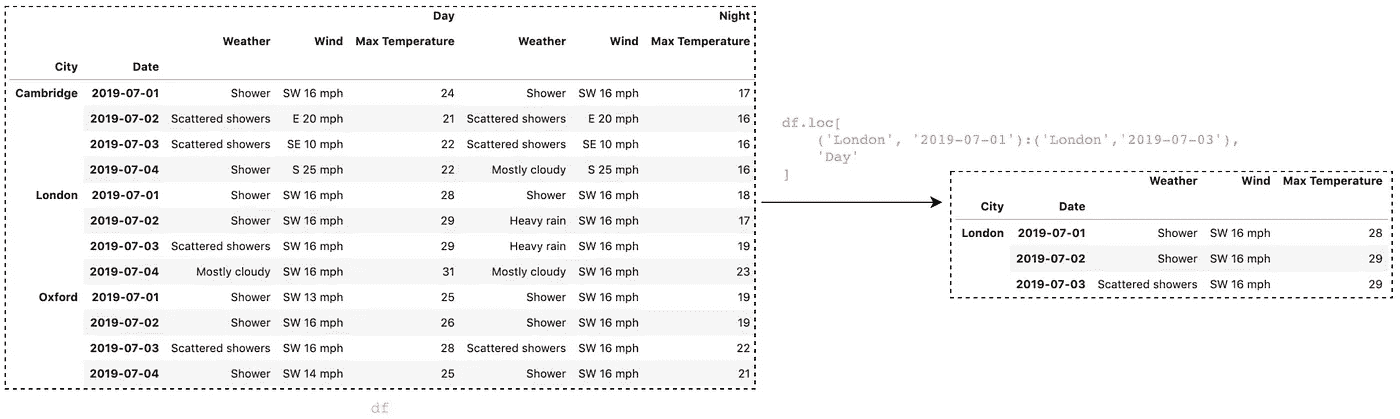 Day Night
Weather Wind Max Temperature Weather Wind Max Temperature
City Date
Cambridge 2019-07-01 Shower SW 16 mph 24 Shower SW 16 mph 17
2019-07-02 Scattered showers E 20 mph 21 Scattered showers E 20 mph 16
2019-07-03 Scattered showers SE 10 mph 22 Scattered showers SE 10 mph 16
2019-07-04 Shower S 25 mph 22 Mostly cloudy S 25 mph 16
London 2019-07-01 Shower SW 16 mph 28 Shower SW 16 mph 18
2019-07-02 Shower SW 16 mph 29 Heavy rain SW 16 mph 17
2019-07-03 Scattered showers SW 16 mph 29 Heavy rain SW 16 mph 19
2019-07-04 Mostly cloudy SW 16 mph 31 Mostly cloudy SW 16 mph 23
Oxford 2019-07-01 Shower SW 13 mph 25 Shower SW 16 mph 19
2019-07-02 Shower SW 16 mph 26 Shower SW 16 mph 19
2019-07-03 Scattered showers SW 16 mph 28 Scattered showers SW 16 mph 22
2019-07-04 Shower SW 14 mph 25 Shower SW 16 mph 21
df
df.loc[
('London', '2019-07-01'):('London','2019-07-03'),
'Day'
]
Weather Wind Max Temperature
City Date
London 2019-07-01 Shower SW 16 mph 28
2019-07-02 Shower SW 16 mph 29
2019-07-03 Scattered showers SW 16 mph 29